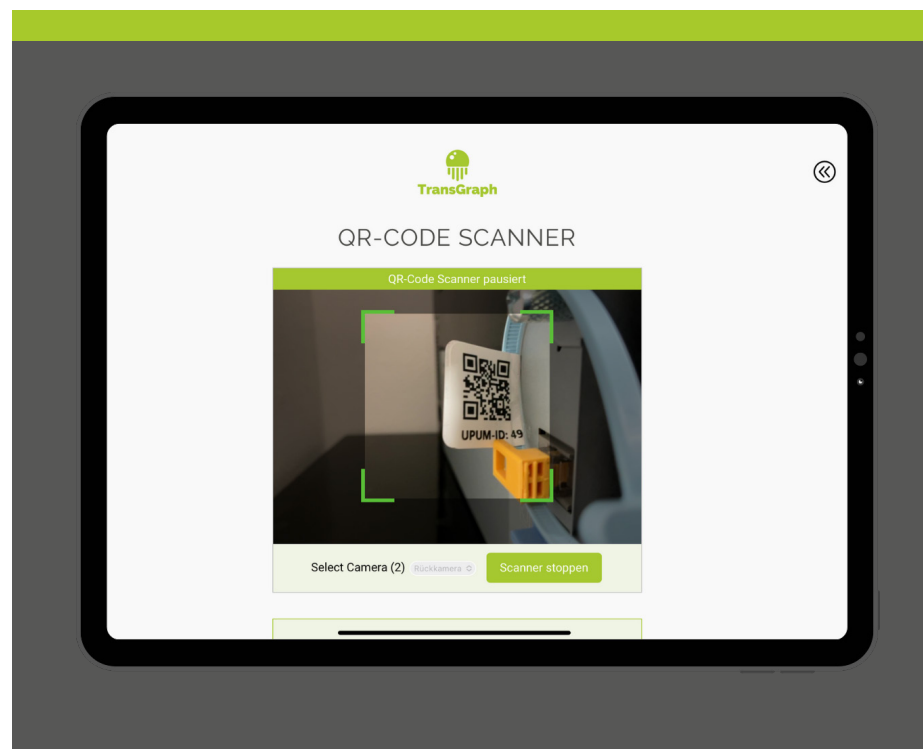 TransGraph
QR-CODE SCANNER
QR-Code Scanner pausiert
UPUM-ID: 49
Select Camera (2) Rückkamera Scanner stoppen